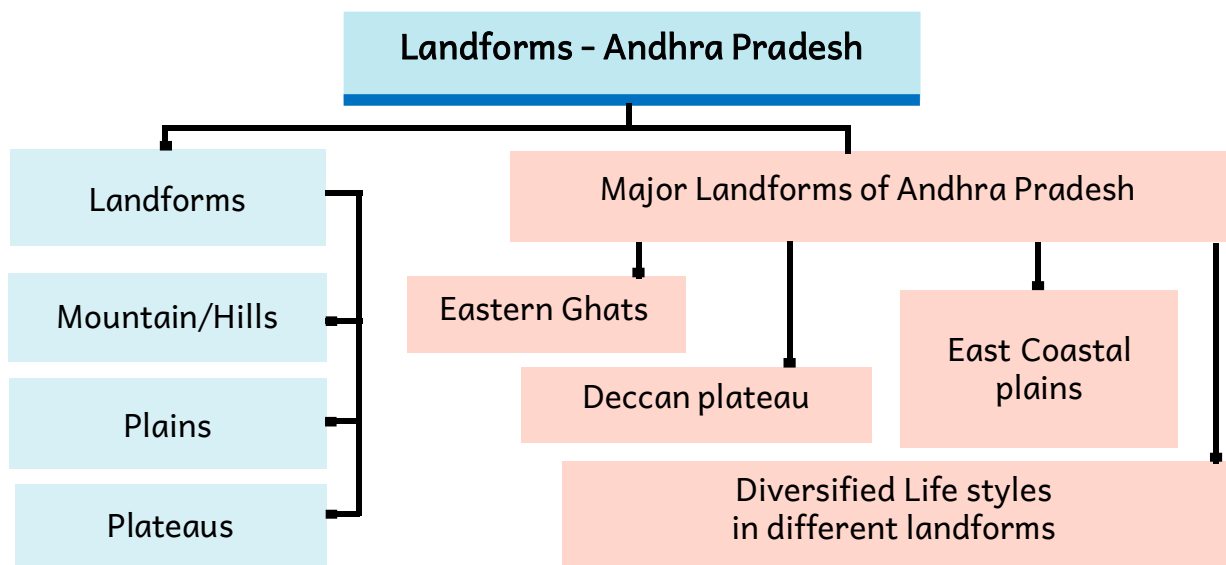 Landforms - Andhra Pradesh
Landforms
Mountain/Hills
Plains
Plateaus
Major Landforms of Andhra Pradesh
Eastern Ghats
Deccan plateau
East Coastal
plains
Diversified Life styles
in different landforms